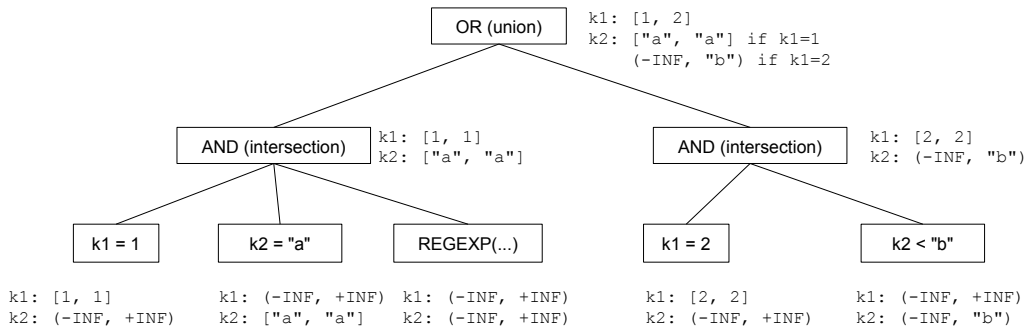 OR (union)
k1: [1, 2]
k2: ["a", "a"] if k1=1
(-INF, "b") if k1=2
AND (intersection)
k1: [1, 1]
k2: ["a", "a"]
AND (intersection)
k1: [2, 2]
k2: (-INF, "b")
k1 = 1
k2 = "a"
REGEXP(...)
k1 = 2
k2 < "b"
k1: [1, 1]
k2: (-INF, +INF)
k1: (-INF, +INF)
k2: ["a", "a"]
k1: (-INF, +INF)
k2: (-INF, +INF)
k1: [2, 2]
k2: (-INF, +INF)
k1: (-INF, +INF)
k2: (-INF, "b")